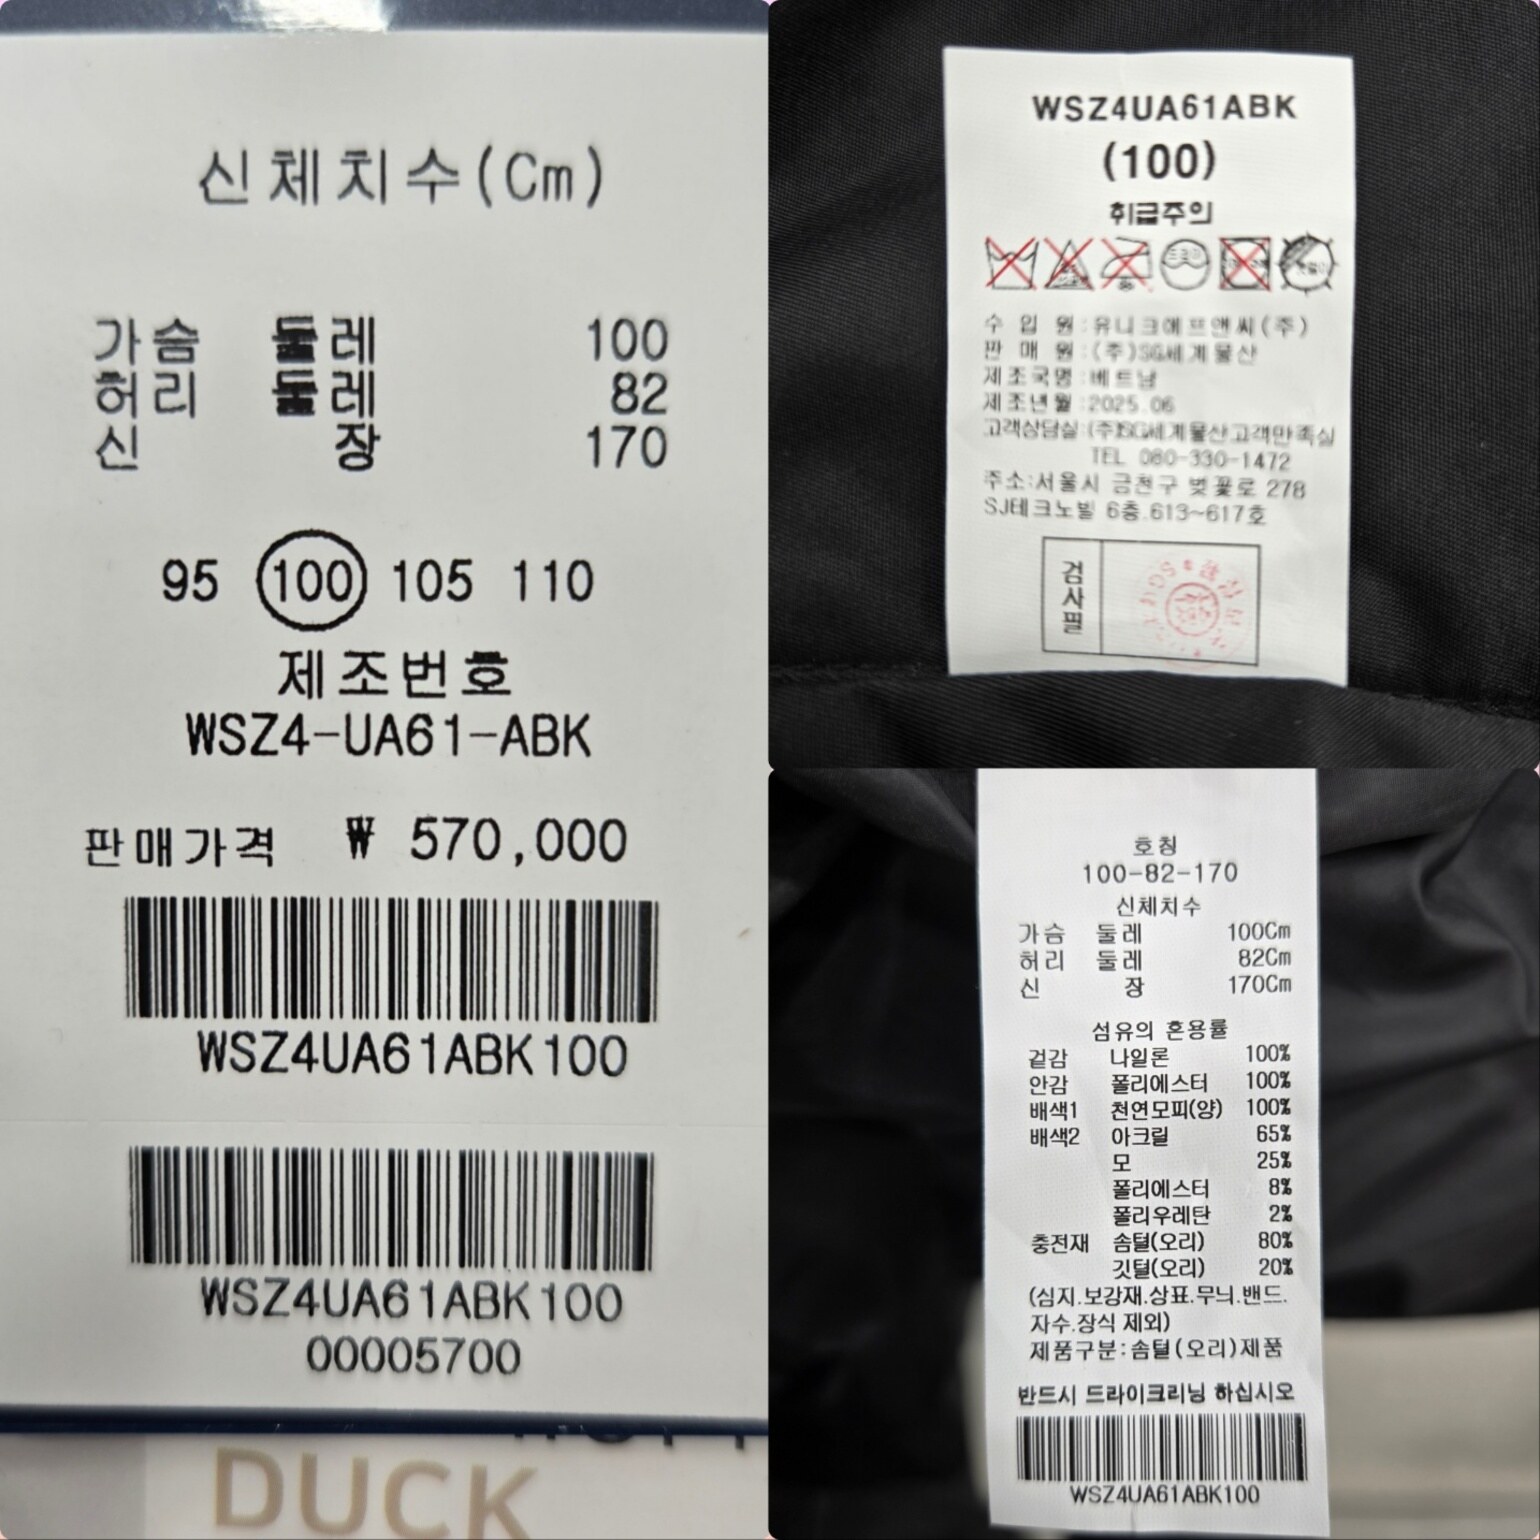 신체치수(Cm)
가슴 둘레 100
허리 둘레 82
신 장 170
95 100 105 110
제조번호
WSZ4-UA61-ABK
판매가격 ₩ 570,000
WSZ4UA61ABK100
WSZ4UA61ABK100
00005700
DUCK
WSZ4UA61ABK
(100)
취급주의
수 입 원:유니크에프앤씨(주)
판 매 원:(주)SG세계물산
제조국명:베트남
제조년월:2025.06
고객상담실:(주)SG세계물산고객만족실
TEL 080-330-1472
주소:서울시 금천구 벚꽃로 278
SJ테크노빌 6층.613~617호
검사필
호칭
100-82-170
신체치수
가슴 둘레 100Cm
허리 둘레 82Cm
신 장 170Cm
섬유의 혼용률
겉감 나일론 100%
안감 폴리에스터 100%
배색1 천연모피(양) 100%
배색2 아크릴 65%
모 25%
폴리에스터 8%
폴리우레탄 2%
충전재 솜털(오리) 80%
깃털(오리) 20%
(심지.보강재.상표.무늬.밴드.
자수.장식 제외)
제품구분:솜털(오리)제품
반드시 드라이크리닝 하십시오
WSZ4UA61ABK100